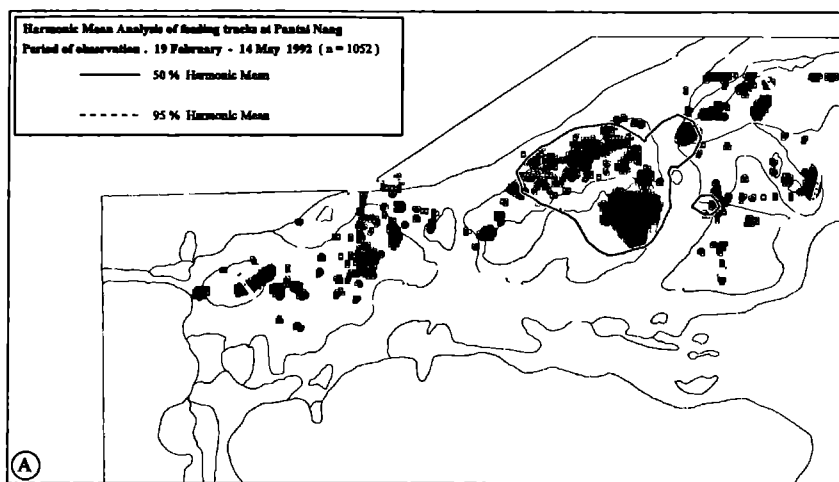 Harmonic Mean Analysis of feeding tracks at Pantai Nang
Period of observation . 19 February - 14 May 1992 ( n = 1052 )
50 % Harmonic Mean
95 % Harmonic Mean
A